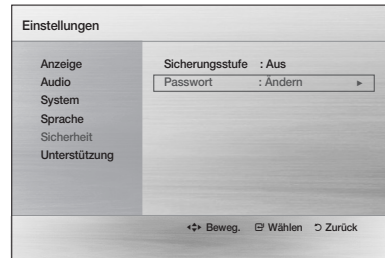 Einstellungen
Anzeige
Audio
System
Sprache
Sicherheit
Unterstützung
Sicherungsstufe : Aus
Passwort : Ändern ►
Beweg. Wählen Zurück